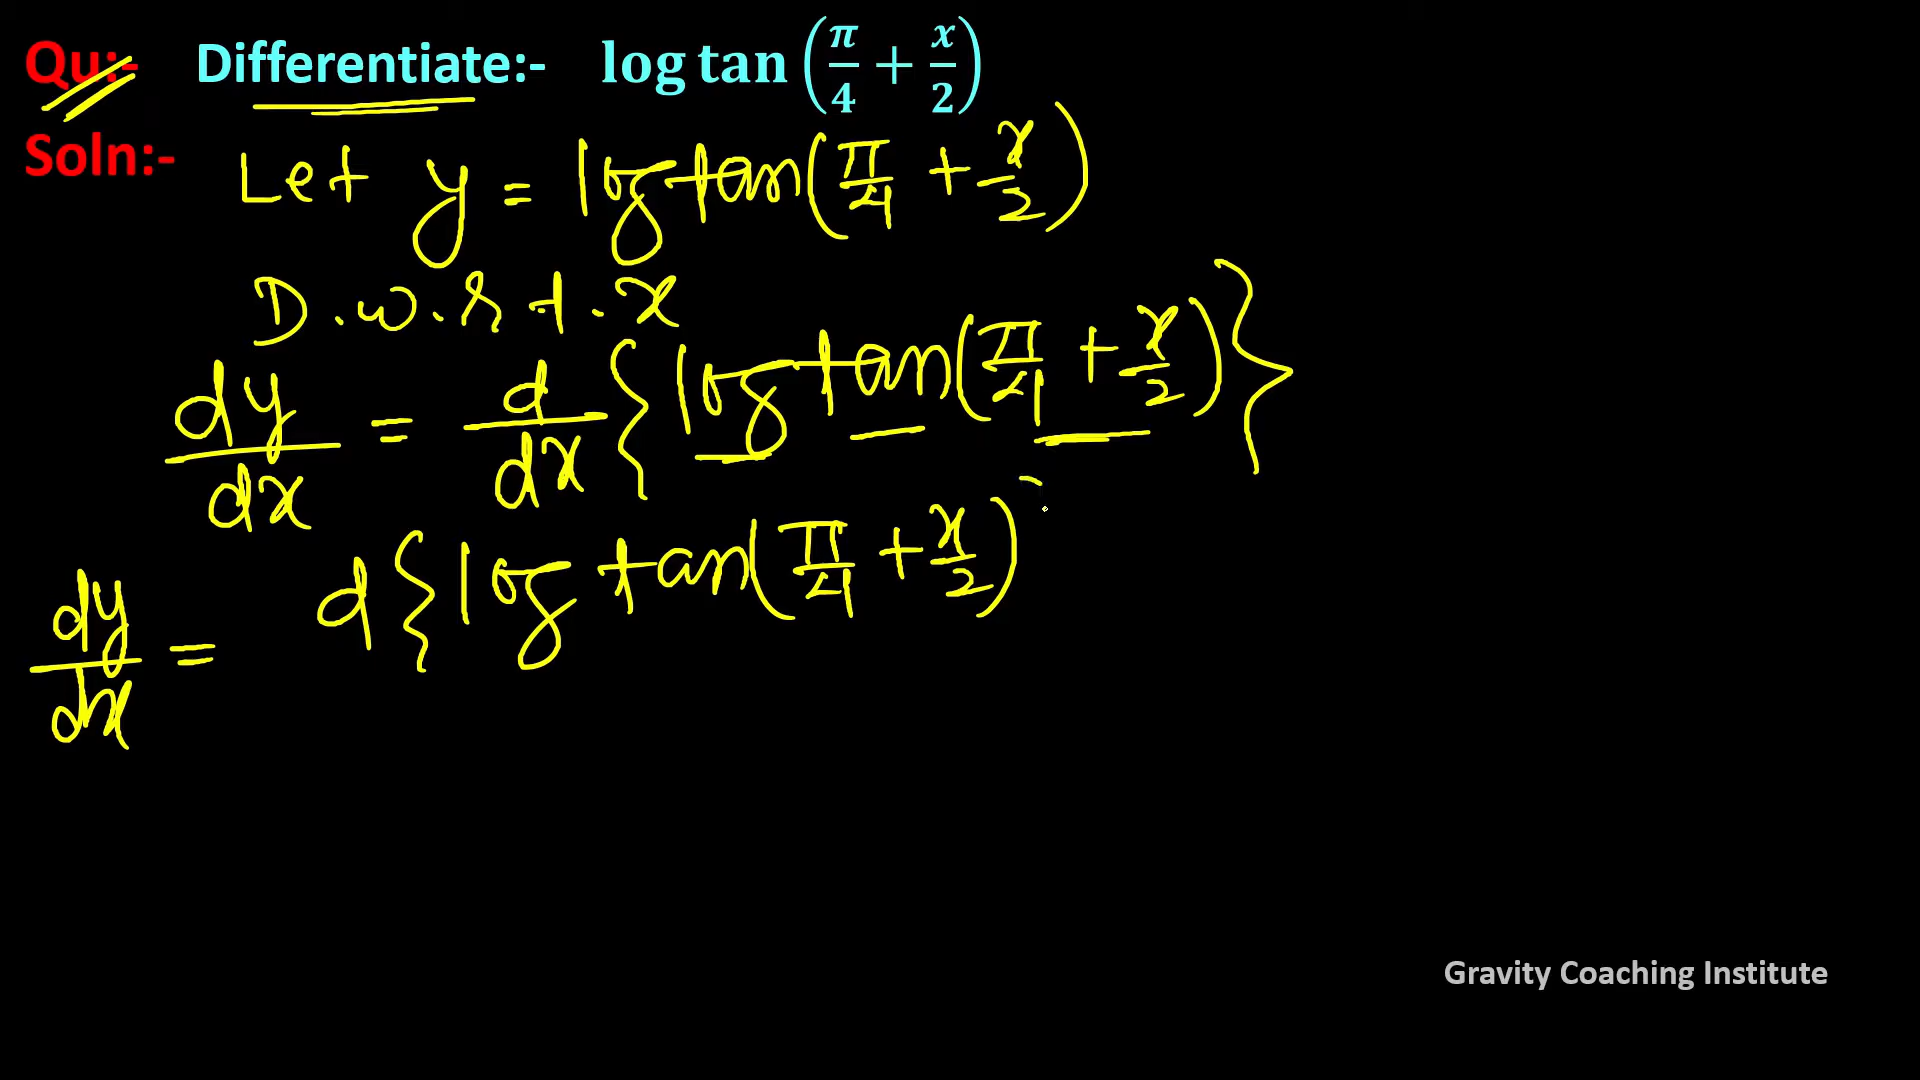 Qu:- Differentiate:- log tan (π/4 + x/2)
Soln:- Let y = log tan(π/4 + x/2)
D.w.r.t.x
dy/dx = d/dx {log tan(π/4 + x/2)}
dy/dx = d{log tan(π/4 + x/2)
Gravity Coaching Institute